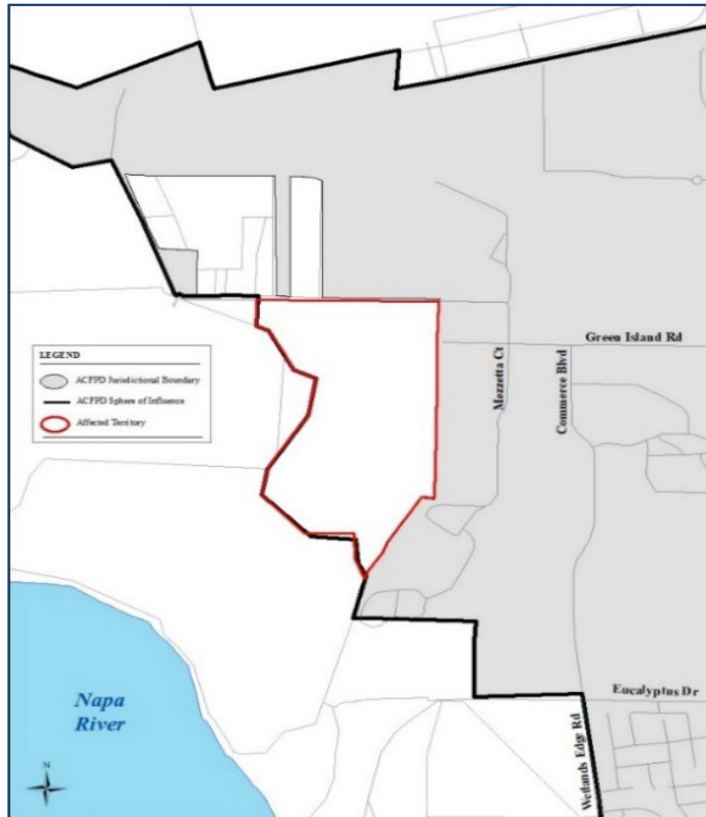 Green Island Rd
Mezzetta Ct
Commerce Blvd
LEGEND
ACFPD Jurisdictional Boundary
ACFPD Sphere of Influence
Affected Territory
Eucalyptus Dr
Napa
River
Wetlands Edge Rd
N